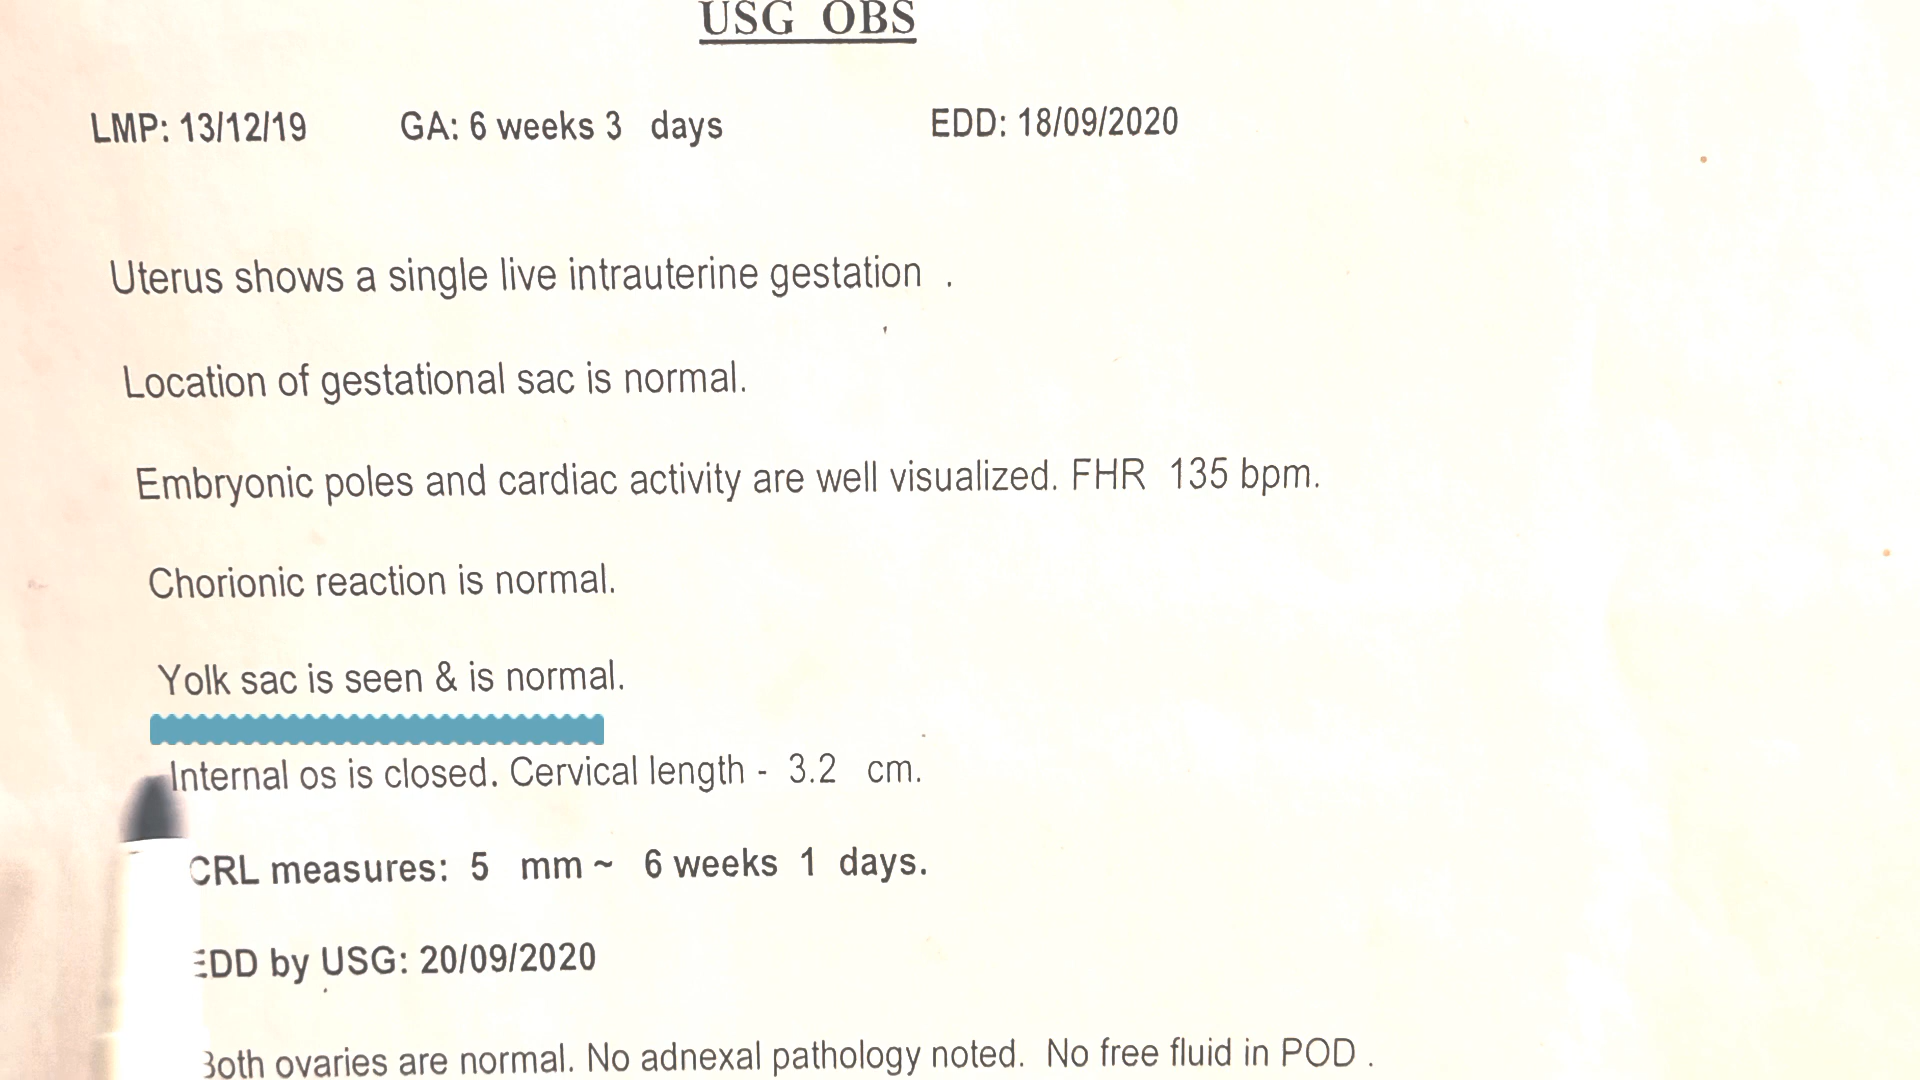 USG OBS
LMP: 13/12/19 GA: 6 weeks 3 days EDD: 18/09/2020
Uterus shows a single live intrauterine gestation .
Location of gestational sac is normal.
Embryonic poles and cardiac activity are well visualized. FHR 135 bpm.
Chorionic reaction is normal.
Yolk sac is seen & is normal.
Internal os is closed. Cervical length - 3.2 cm.
CRL measures: 5 mm ~ 6 weeks 1 days.
EDD by USG: 20/09/2020
Both ovaries are normal. No adnexal pathology noted. No free fluid in POD .